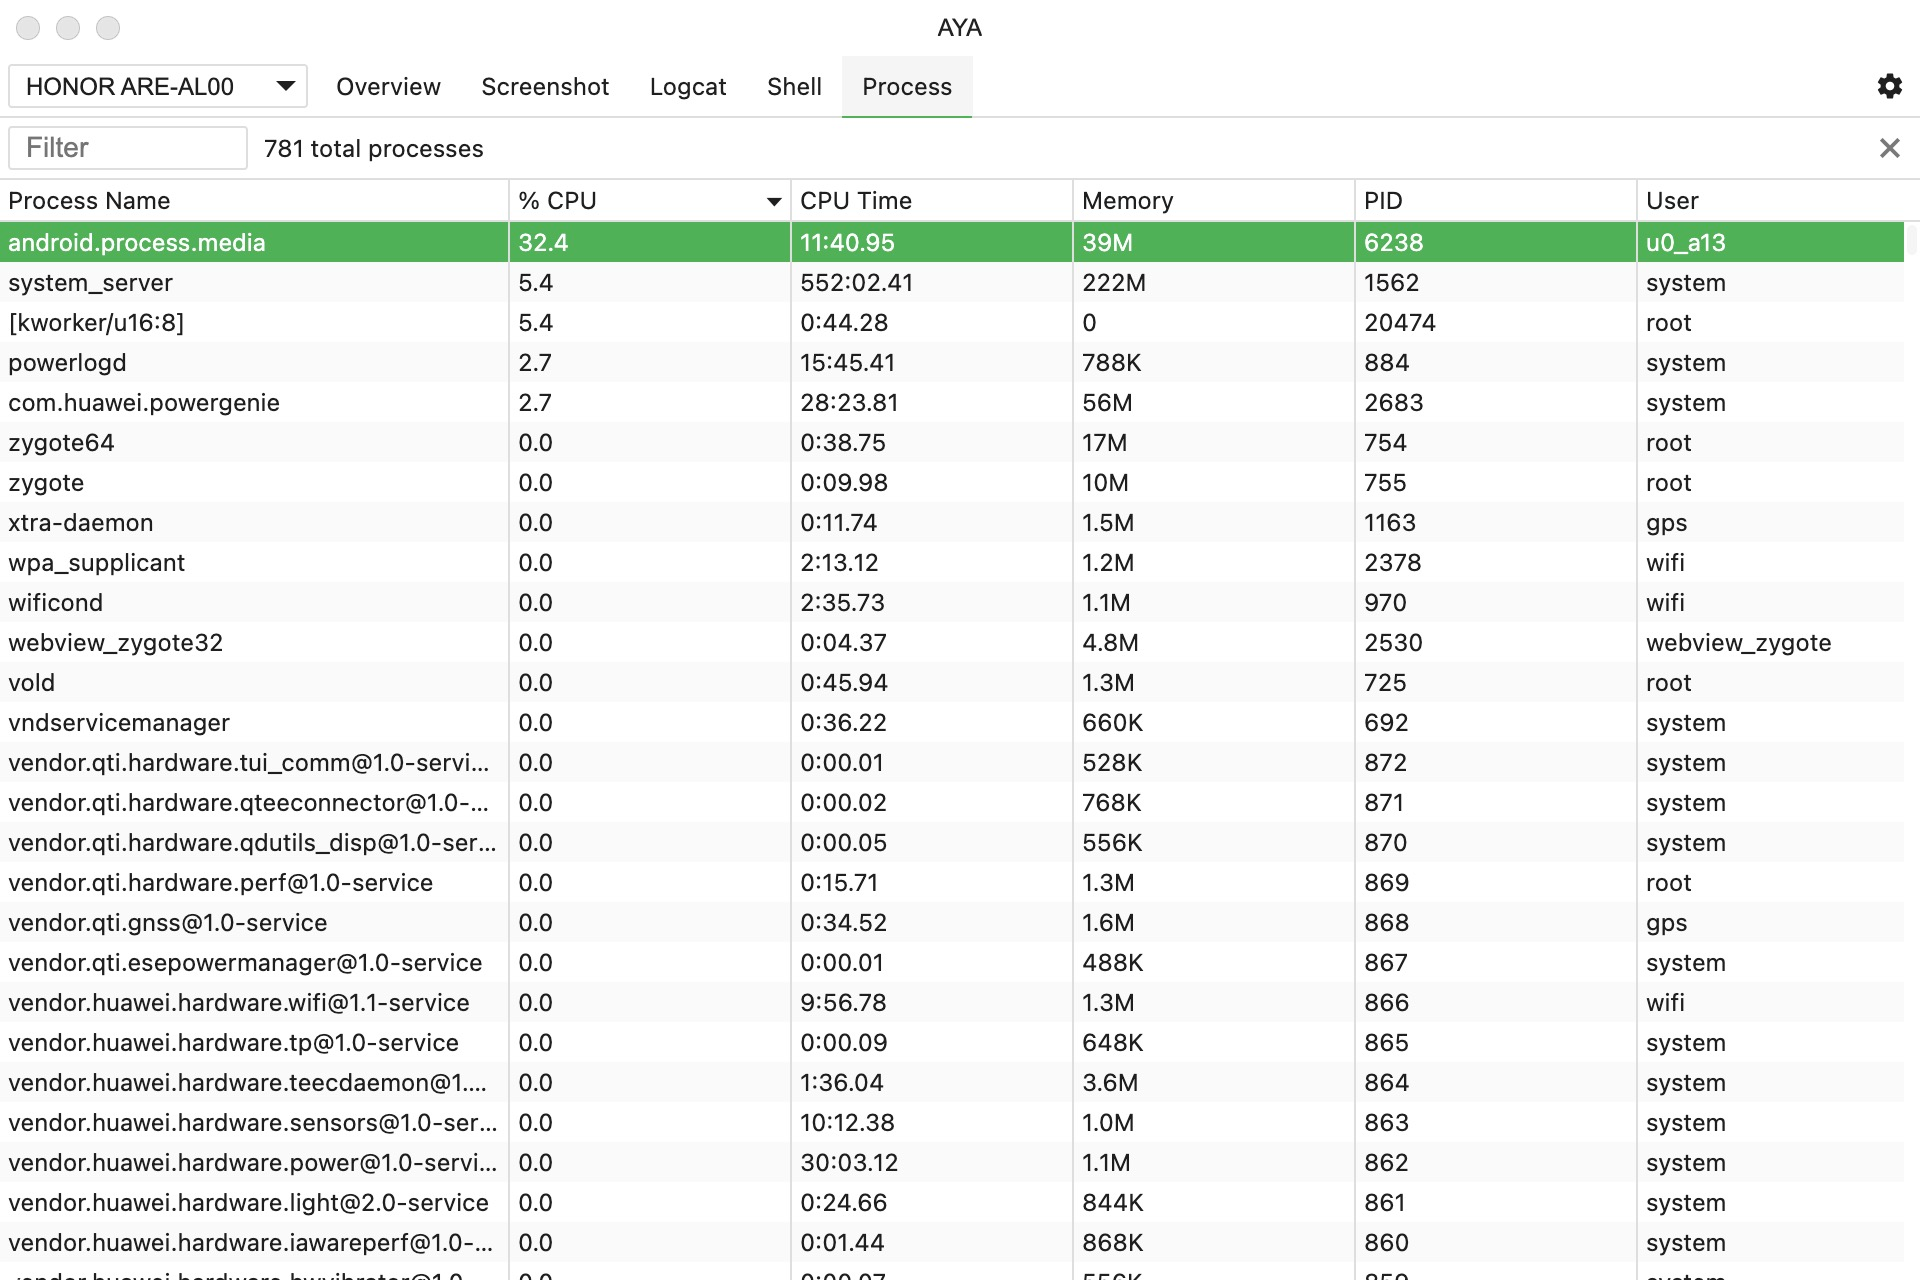 AYA
HONOR ARE-AL00 Overview Screenshot Logcat Shell Process
Filter 781 total processes
Process Name % CPU CPU Time Memory PID User
android.process.media 32.4 11:40.95 39M 6238 u0_a13
system_server 5.4 552:02.41 222M 1562 system
[kworker/u16:8] 5.4 0:44.28 0 20474 root
powerlogd 2.7 15:45.41 788K 884 system
com.huawei.powergenie 2.7 28:23.81 56M 2683 system
zygote64 0.0 0:38.75 17M 754 root
zygote 0.0 0:09.98 10M 755 root
xtra-daemon 0.0 0:11.74 1.5M 1163 gps
wpa_supplicant 0.0 2:13.12 1.2M 2378 wifi
wificond 0.0 2:35.73 1.1M 970 wifi
webview_zygote32 0.0 0:04.37 4.8M 2530 webview_zygote
vold 0.0 0:45.94 1.3M 725 root
vndservicemanager 0.0 0:36.22 660K 692 system
vendor.qti.hardware.tui_comm@1.0-servi... 0.0 0:00.01 528K 872 system
vendor.qti.hardware.qteeconnector@1.0-... 0.0 0:00.02 768K 871 system
vendor.qti.hardware.qdutils_disp@1.0-ser... 0.0 0:00.05 556K 870 system
vendor.qti.hardware.perf@1.0-service 0.0 0:15.71 1.3M 869 root
vendor.qti.gnss@1.0-service 0.0 0:34.52 1.6M 868 gps
vendor.qti.esepowermanager@1.0-service 0.0 0:00.01 488K 867 system
vendor.huawei.hardware.wifi@1.1-service 0.0 9:56.78 1.3M 866 wifi
vendor.huawei.hardware.tp@1.0-service 0.0 0:00.09 648K 865 system
vendor.huawei.hardware.teecdaemon@1.... 0.0 1:36.04 3.6M 864 system
vendor.huawei.hardware.sensors@1.0-ser... 0.0 10:12.38 1.0M 863 system
vendor.huawei.hardware.power@1.0-servi... 0.0 30:03.12 1.1M 862 system
vendor.huawei.hardware.light@2.0-service 0.0 0:24.66 844K 861 system
vendor.huawei.hardware.iawareperf@1.0-... 0.0 0:01.44 868K 860 system